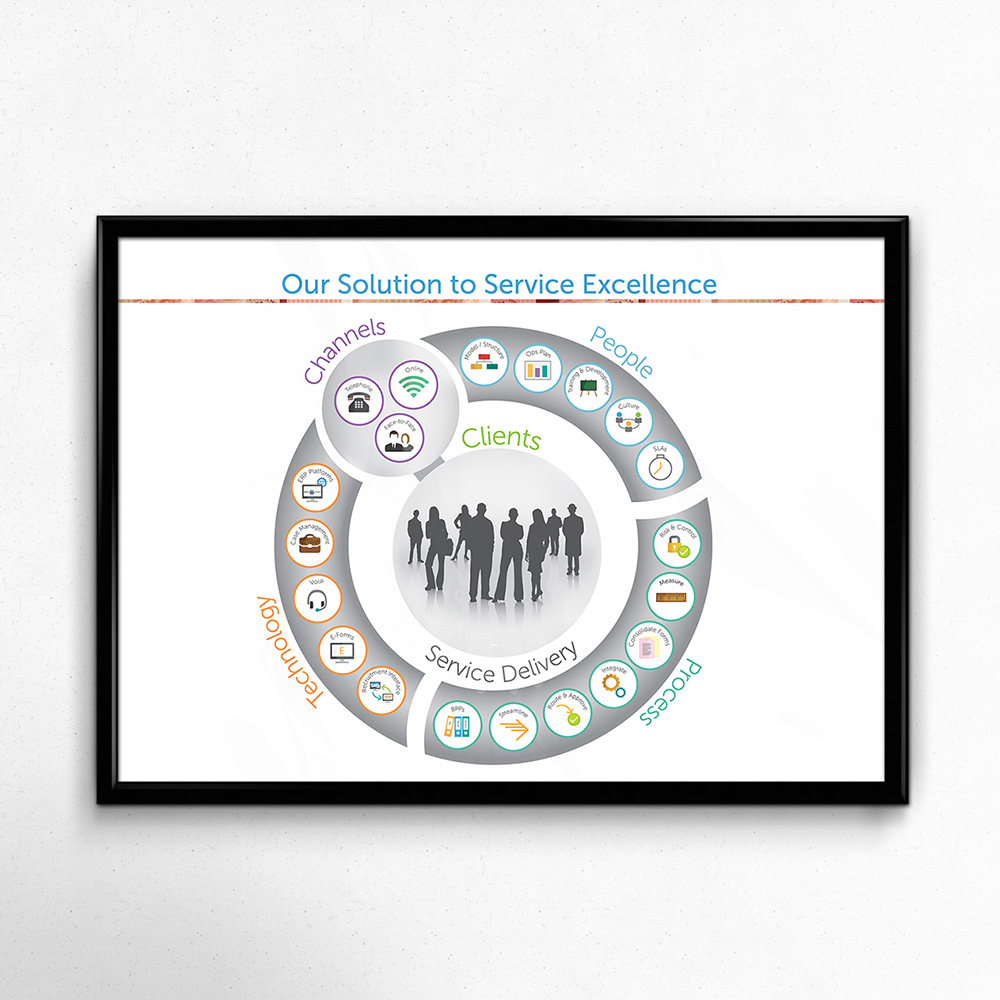 Our Solution to Service Excellence
Channels
Telephone
Online
Face-to-Face
People
Model / Structure
Ops Plan
Training & Development
Culture
SLAs
Clients
Service Delivery
Process
Risk & Control
Measure
Consolidate Forms
Integrate
Route & Approve
Streamline
BPPs
Technology
ERP Platforms
Case Management
VoIP
E-Forms
E
Recruitment Interface